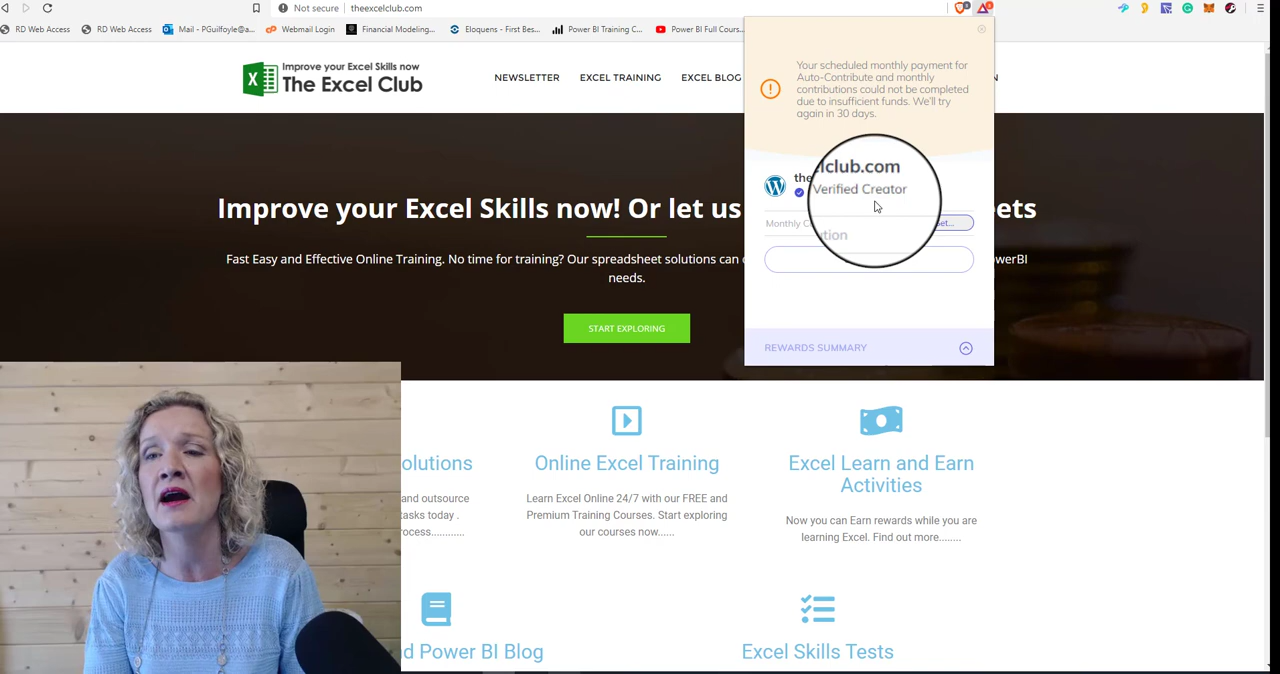 Not secure theexcelclub.com
RD Web Access RD Web Access Mail - PGuilfoyle@a... Webmail Login Financial Modeling... Eloquens - First Bes... Power BI Training C... Power BI Full Cours...
Improve your Excel Skills now
The Excel Club
NEWSLETTER EXCEL TRAINING EXCEL BLOG N
Your scheduled monthly payment for
Auto-Contribute and monthly
contributions could not be completed
due to insufficient funds. We'll try
again in 30 days.
the lclub.com
Verified Creator
Monthly C et...
tion
REWARDS SUMMARY
Improve your Excel Skills now! Or let us eets
Fast Easy and Effective Online Training. No time for training? Our spreadsheet solutions can owerBI
needs.
START EXPLORING
olutions
and outsource
tasks today .
rocess............
Online Excel Training
Learn Excel Online 24/7 with our FREE and
Premium Training Courses. Start exploring
our courses now......
Excel Learn and Earn
Activities
Now you can Earn rewards while you are
learning Excel. Find out more........
d Power BI Blog
Excel Skills Tests